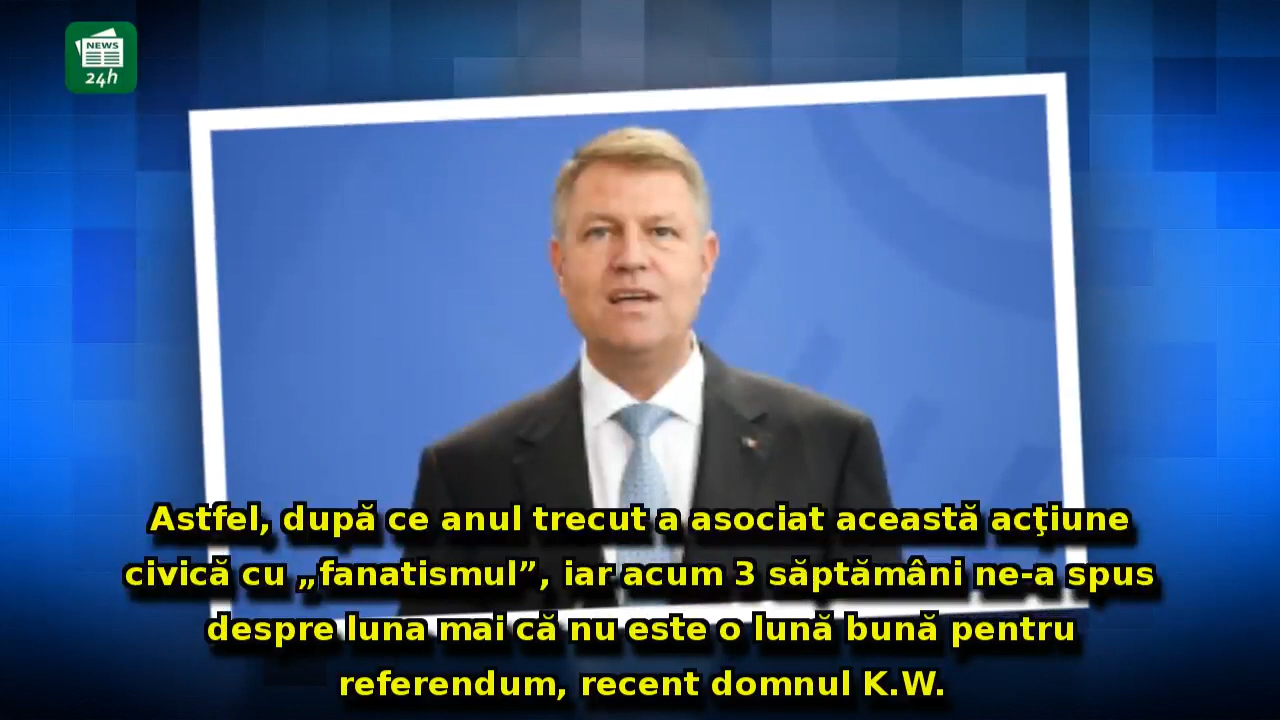 NEWS
24h
Astfel, după ce anul trecut a asociat această acţiune
civică cu „fanatismul”, iar acum 3 săptămâni ne-a spus
despre luna mai că nu este o lună bună pentru
referendum, recent domnul K.W.